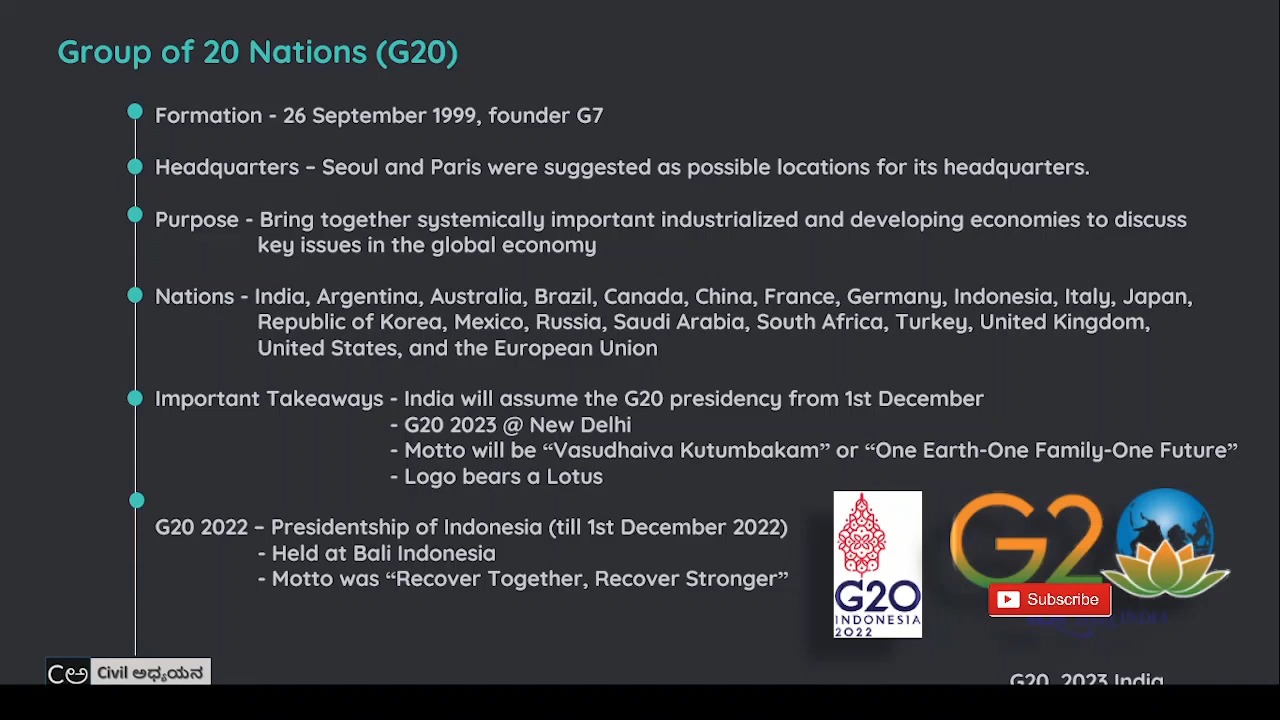 Group of 20 Nations (G20)
Formation - 26 September 1999, founder G7
Headquarters – Seoul and Paris were suggested as possible locations for its headquarters.
Purpose - Bring together systemically important industrialized and developing economies to discuss
key issues in the global economy
Nations - India, Argentina, Australia, Brazil, Canada, China, France, Germany, Indonesia, Italy, Japan,
Republic of Korea, Mexico, Russia, Saudi Arabia, South Africa, Turkey, United Kingdom,
United States, and the European Union
Important Takeaways - India will assume the G20 presidency from 1st December
- G20 2023 @ New Delhi
- Motto will be “Vasudhaiva Kutumbakam” or “One Earth-One Family-One Future”
- Logo bears a Lotus
G20 2022 – Presidentship of Indonesia (till 1st December 2022)
- Held at Bali Indonesia
- Motto was “Recover Together, Recover Stronger”
G20
INDONESIA
2022
G2
Subscribe
Civil ಅಧ್ಯಯನ
G20 2023 India